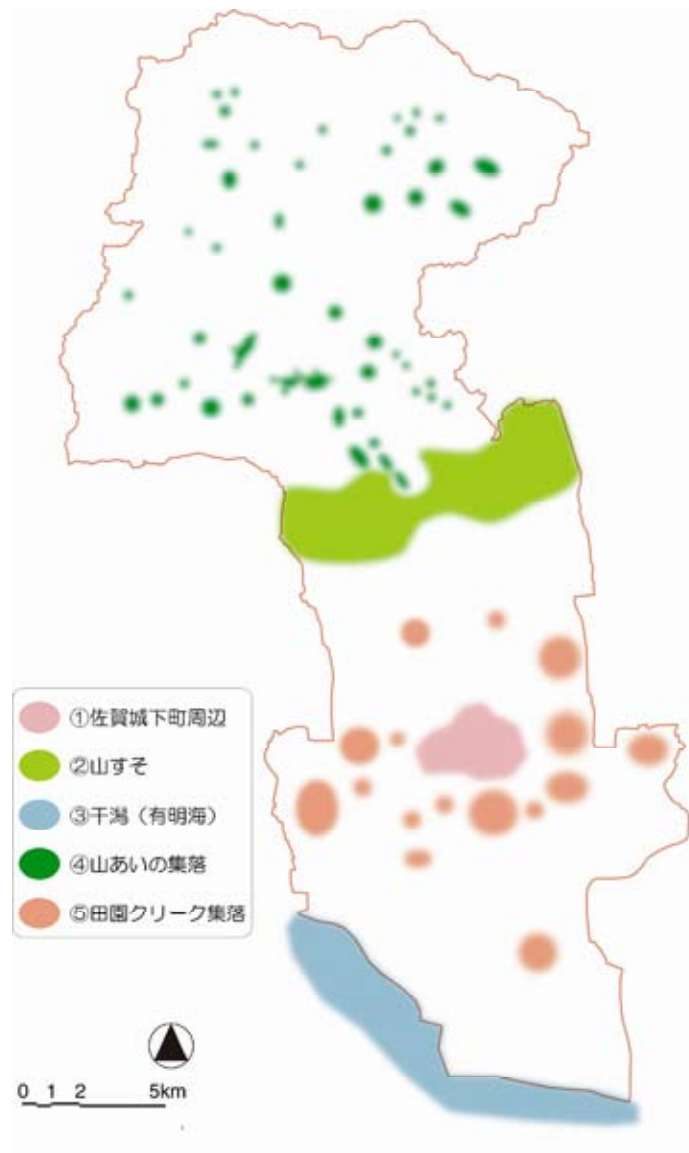 ①佐賀城下町周辺
②山すそ
③干潟（有明海）
④山あいの集落
⑤田園クリーク集落
0 1 2 5km